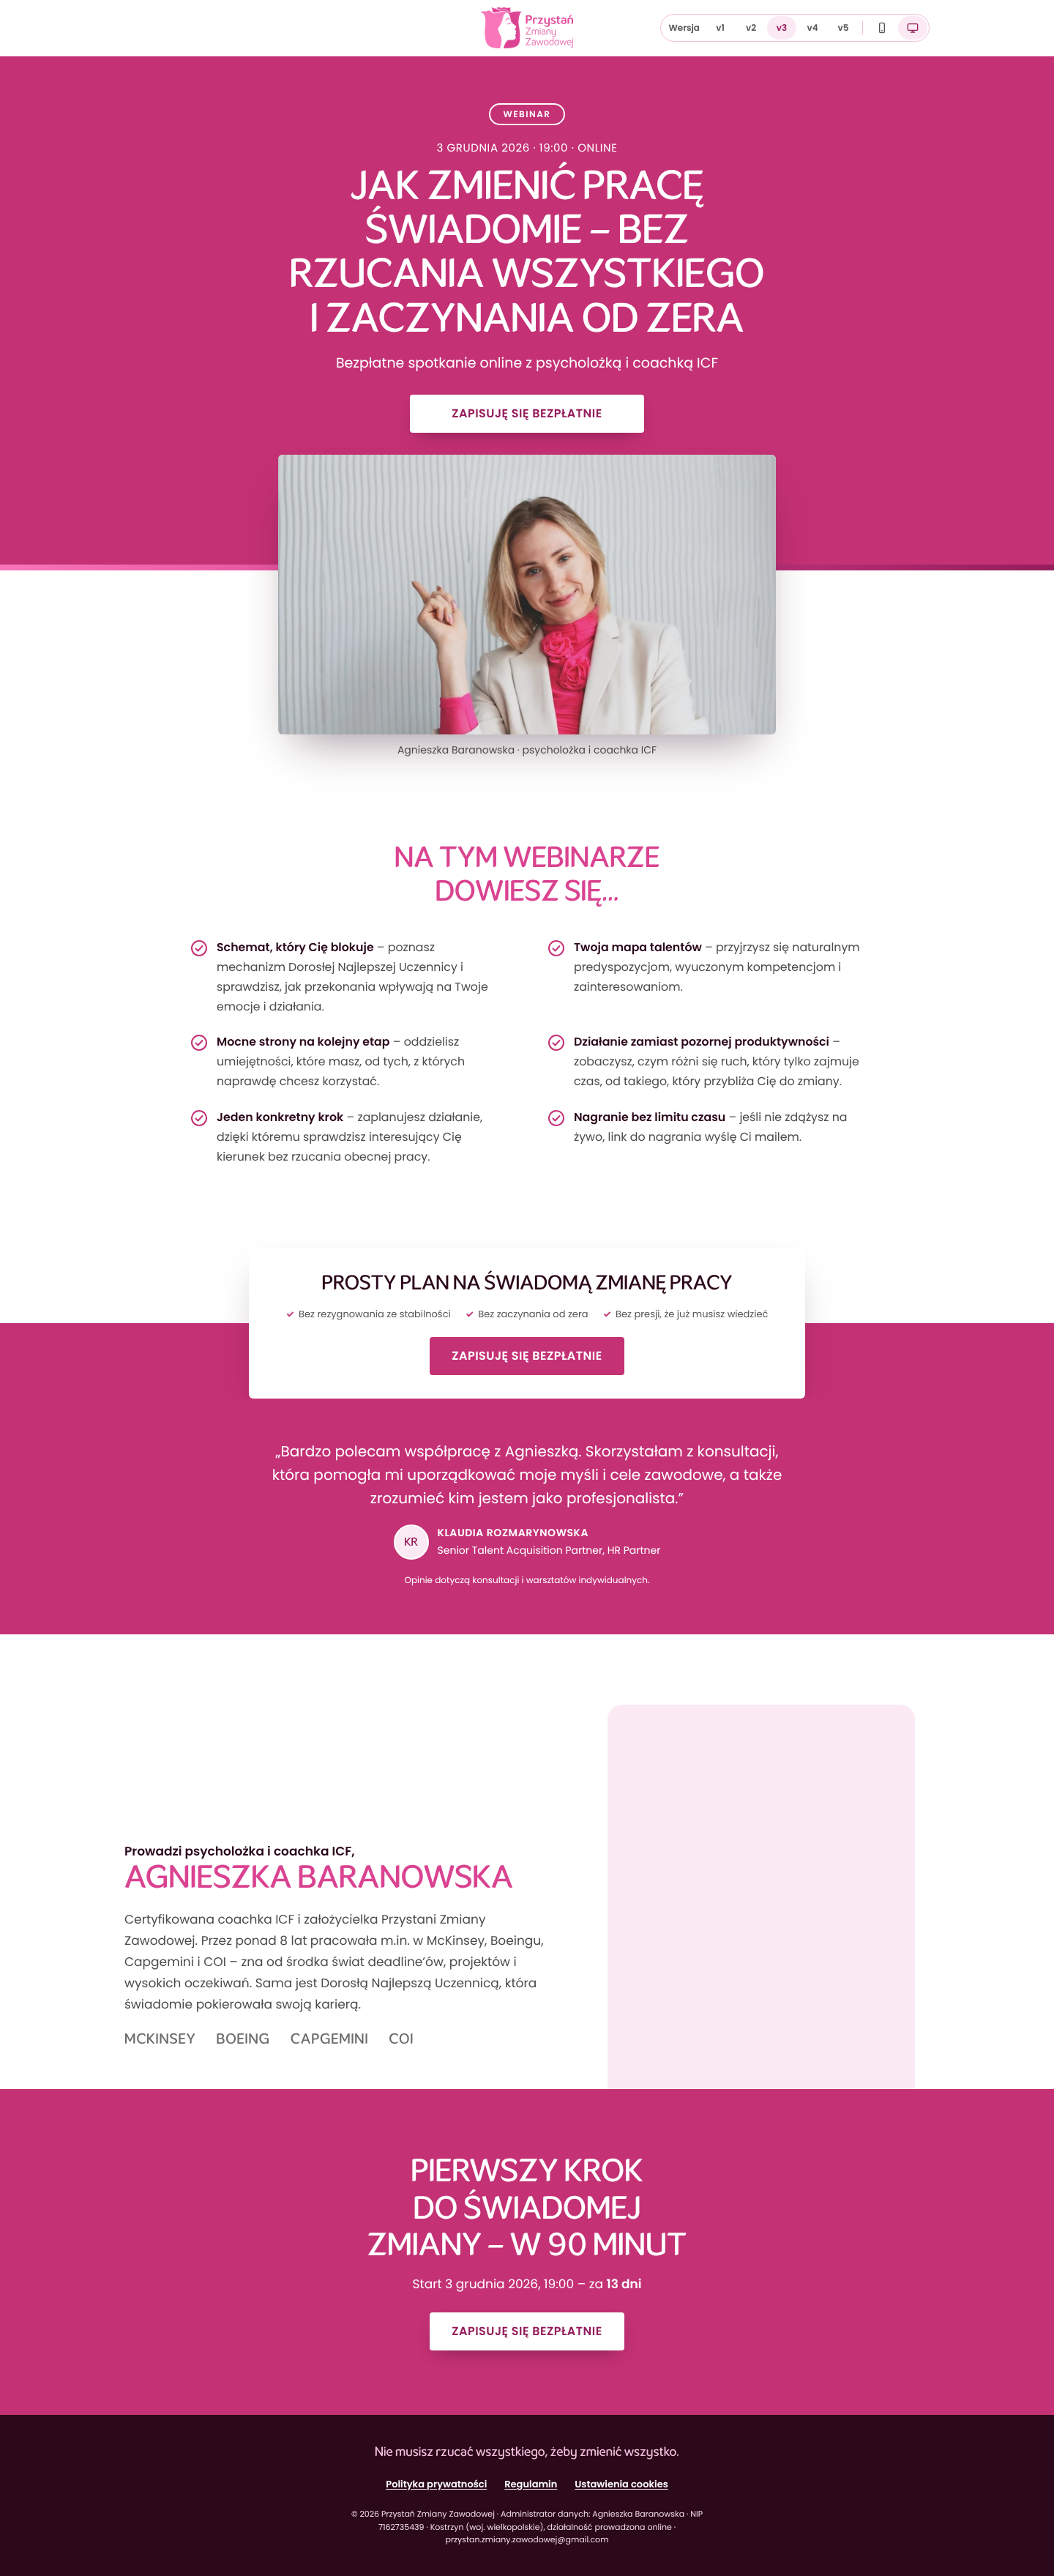 Przystań
Zmiany
Zawodowej
Wersja v1 v2 v3 v4 v5
WEBINAR
3 GRUDNIA 2026 · 19:00 · ONLINE
JAK ZMIENIĆ PRACĘ
ŚWIADOMIE – BEZ
RZUCANIA WSZYSTKIEGO
I ZACZYNANIA OD ZERA
Bezpłatne spotkanie online z psycholożką i coachką ICF
ZAPISUJĘ SIĘ BEZPŁATNIE
Agnieszka Baranowska · psycholożka i coachka ICF
NA TYM WEBINARZE
DOWIESZ SIĘ...
Schemat, który Cię blokuje – poznasz
mechanizm Dorosłej Najlepszej Uczennicy i
sprawdzisz, jak przekonania wpływają na Twoje
emocje i działania.
Twoja mapa talentów – przyjrzysz się naturalnym
predyspozycjom, wyuczonym kompetencjom i
zainteresowaniom.
Mocne strony na kolejny etap – oddzielisz
umiejętności, które masz, od tych, z których
naprawdę chcesz korzystać.
Działanie zamiast pozornej produktywności –
zobaczysz, czym różni się ruch, który tylko zajmuje
czas, od takiego, który przybliża Cię do zmiany.
Jeden konkretny krok – zaplanujesz działanie,
dzięki któremu sprawdzisz interesujący Cię
kierunek bez rzucania obecnej pracy.
Nagranie bez limitu czasu – jeśli nie zdążysz na
żywo, link do nagrania wyślę Ci mailem.
PROSTY PLAN NA ŚWIADOMĄ ZMIANĘ PRACY
Bez rezygnowania ze stabilności Bez zaczynania od zera Bez presji, że już musisz wiedzieć
ZAPISUJĘ SIĘ BEZPŁATNIE
„Bardzo polecam współpracę z Agnieszką. Skorzystałam z konsultacji,
która pomogła mi uporządkować moje myśli i cele zawodowe, a także
zrozumieć kim jestem jako profesjonalista.”
KR
KLAUDIA ROZMARYNOWSKA
Senior Talent Acquisition Partner, HR Partner
Opinie dotyczą konsultacji i warsztatów indywidualnych.
Prowadzi psycholożka i coachka ICF,
AGNIESZKA BARANOWSKA
Certyfikowana coachka ICF i założycielka Przystani Zmiany
Zawodowej. Przez ponad 8 lat pracowała m.in. w McKinsey, Boeingu,
Capgemini i COI – zna od środka świat deadline’ów, projektów i
wysokich oczekiwań. Sama jest Dorosłą Najlepszą Uczennicą, która
świadomie pokierowała swoją karierą.
MCKINSEY BOEING CAPGEMINI COI
PIERWSZY KROK
DO ŚWIADOMEJ
ZMIANY – W 90 MINUT
Start 3 grudnia 2026, 19:00 – za 13 dni
ZAPISUJĘ SIĘ BEZPŁATNIE
Nie musisz rzucać wszystkiego, żeby zmienić wszystko.
Polityka prywatności Regulamin Ustawienia cookies
© 2026 Przystań Zmiany Zawodowej · Administrator danych: Agnieszka Baranowska · NIP
7162735439 · Kostrzyn (woj. wielkopolskie), działalność prowadzona online ·
przystan.zmiany.zawodowej@gmail.com